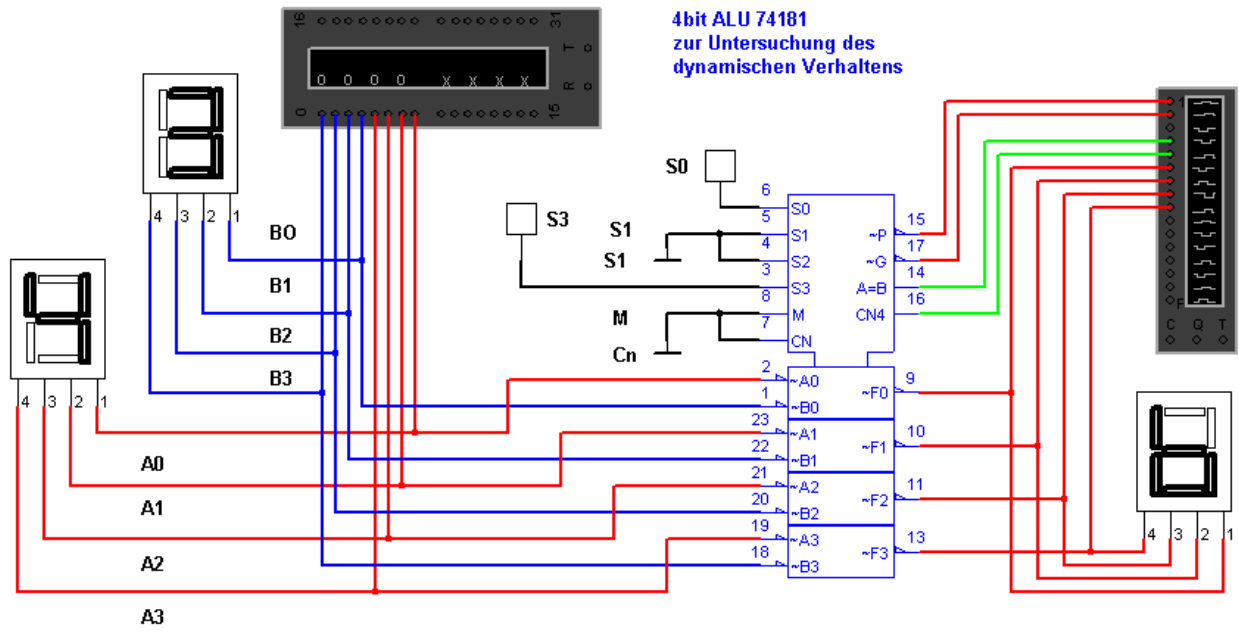 4bit ALU 74181
zur Untersuchung des
dynamischen Verhaltens
16
31
T
0 0 0 0 X X X X
R
0
15
1
F
C Q T
4 3 2 1
B0
B1
B2
B3
4 3 2 1
A0
A1
A2
A3
S0
S3
S1
S1
M
Cn
6
S0
5
S1
4
S2
3
S3
8
M
7
CN
15
~P
17
~G
14
A=B
16
CN4
2
~A0
1
~B0
9
~F0
23
~A1
22
~B1
10
~F1
21
~A2
20
~B2
11
~F2
19
~A3
18
~B3
13
~F3
4 3 2 1